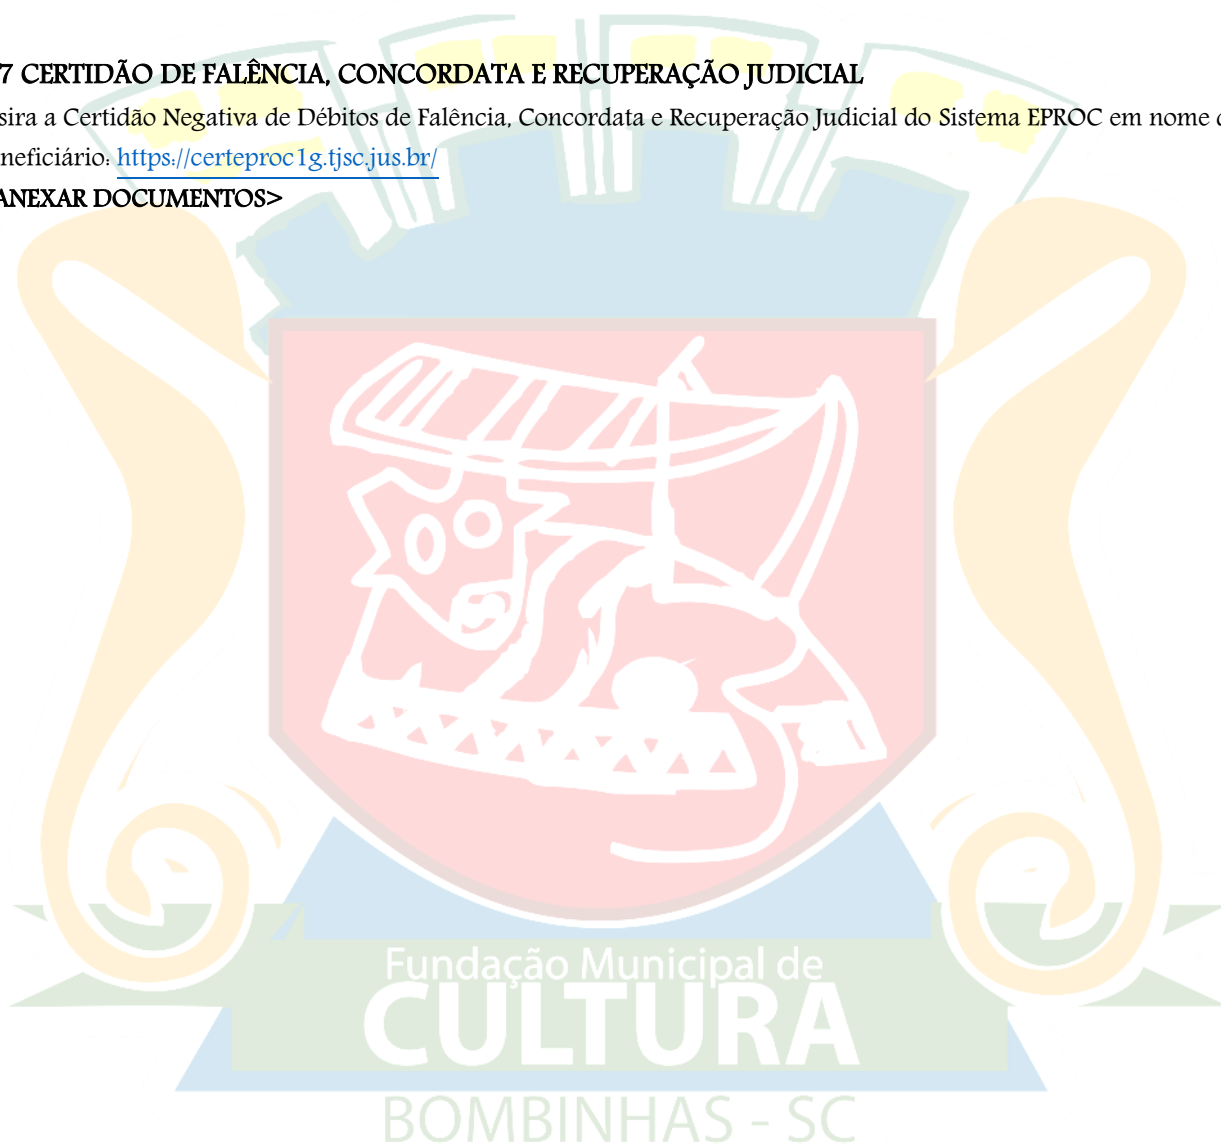 7 CERTIDÃO DE FALÊNCIA, CONCORDATA E RECUPERAÇÃO JUDICIAL
sira a Certidão Negativa de Débitos de Falência, Concordata e Recuperação Judicial do Sistema EPROC em nome
neficiário: https://certeproc1g.tjsc.jus.br/
ANEXAR DOCUMENTOS>
Fundação Municipal de
CULTURA
BOMBINHAS - SC